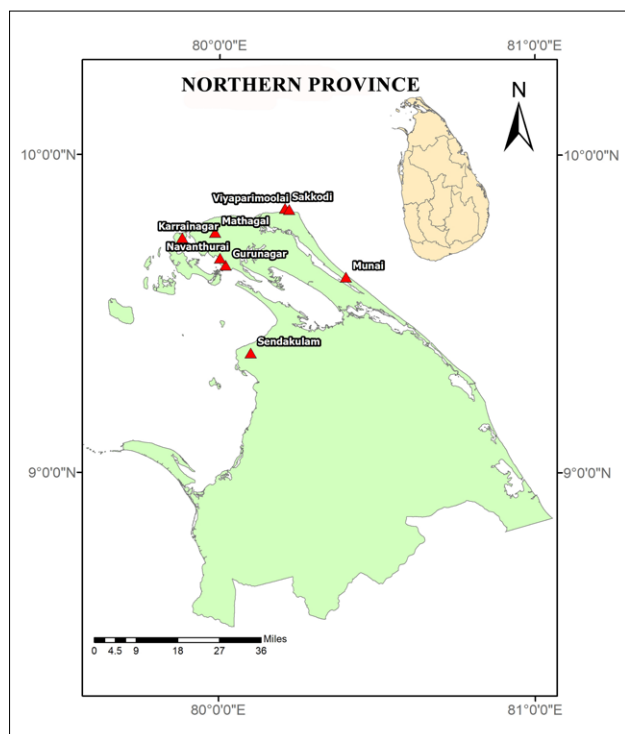 80°0'0"E 81°0'0"E
NORTHERN PROVINCE
N
10°0'0"N 10°0'0"N
Viyaparimoolai Sakkodi
Karrainagar Mathagal
Navanthurai
Gurunagar
Munai
Sendakulam
9°0'0"N 9°0'0"N
Miles
0 4.5 9 18 27 36
80°0'0"E 81°0'0"E